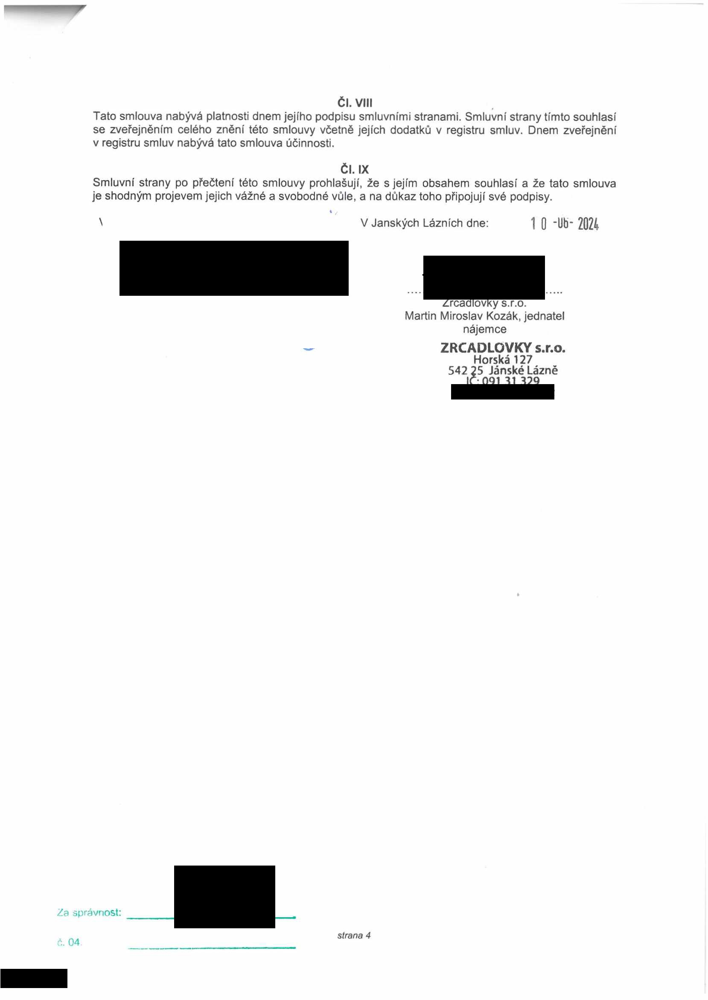 Čl. VIII
Tato smlouva nabývá platnosti dnem jejího podpisu smluvními stranami. Smluvní strany tímto souhlasí
se zveřejněním celého znění této smlouvy včetně jejích dodatků v registru smluv. Dnem zveřejnění
v registru smluv nabývá tato smlouva účinnosti.
Čl. IX
Smluvní strany po přečtení této smlouvy prohlašují, že s jejím obsahem souhlasí a že tato smlouva
je shodným projevem jejich vážné a svobodné vůle, a na důkaz toho připojují své podpisy.
V Janských Lázních dne: 10 -06- 2024
Zrcadlovky s.r.o.
Martin Miroslav Kozák, jednatel
nájemce
ZRCADLOVKY s.r.o.
Horská 127
542 25 Jánské Lázně
IČ: 091 31 329
Za správnost:
č. 04.
strana 4